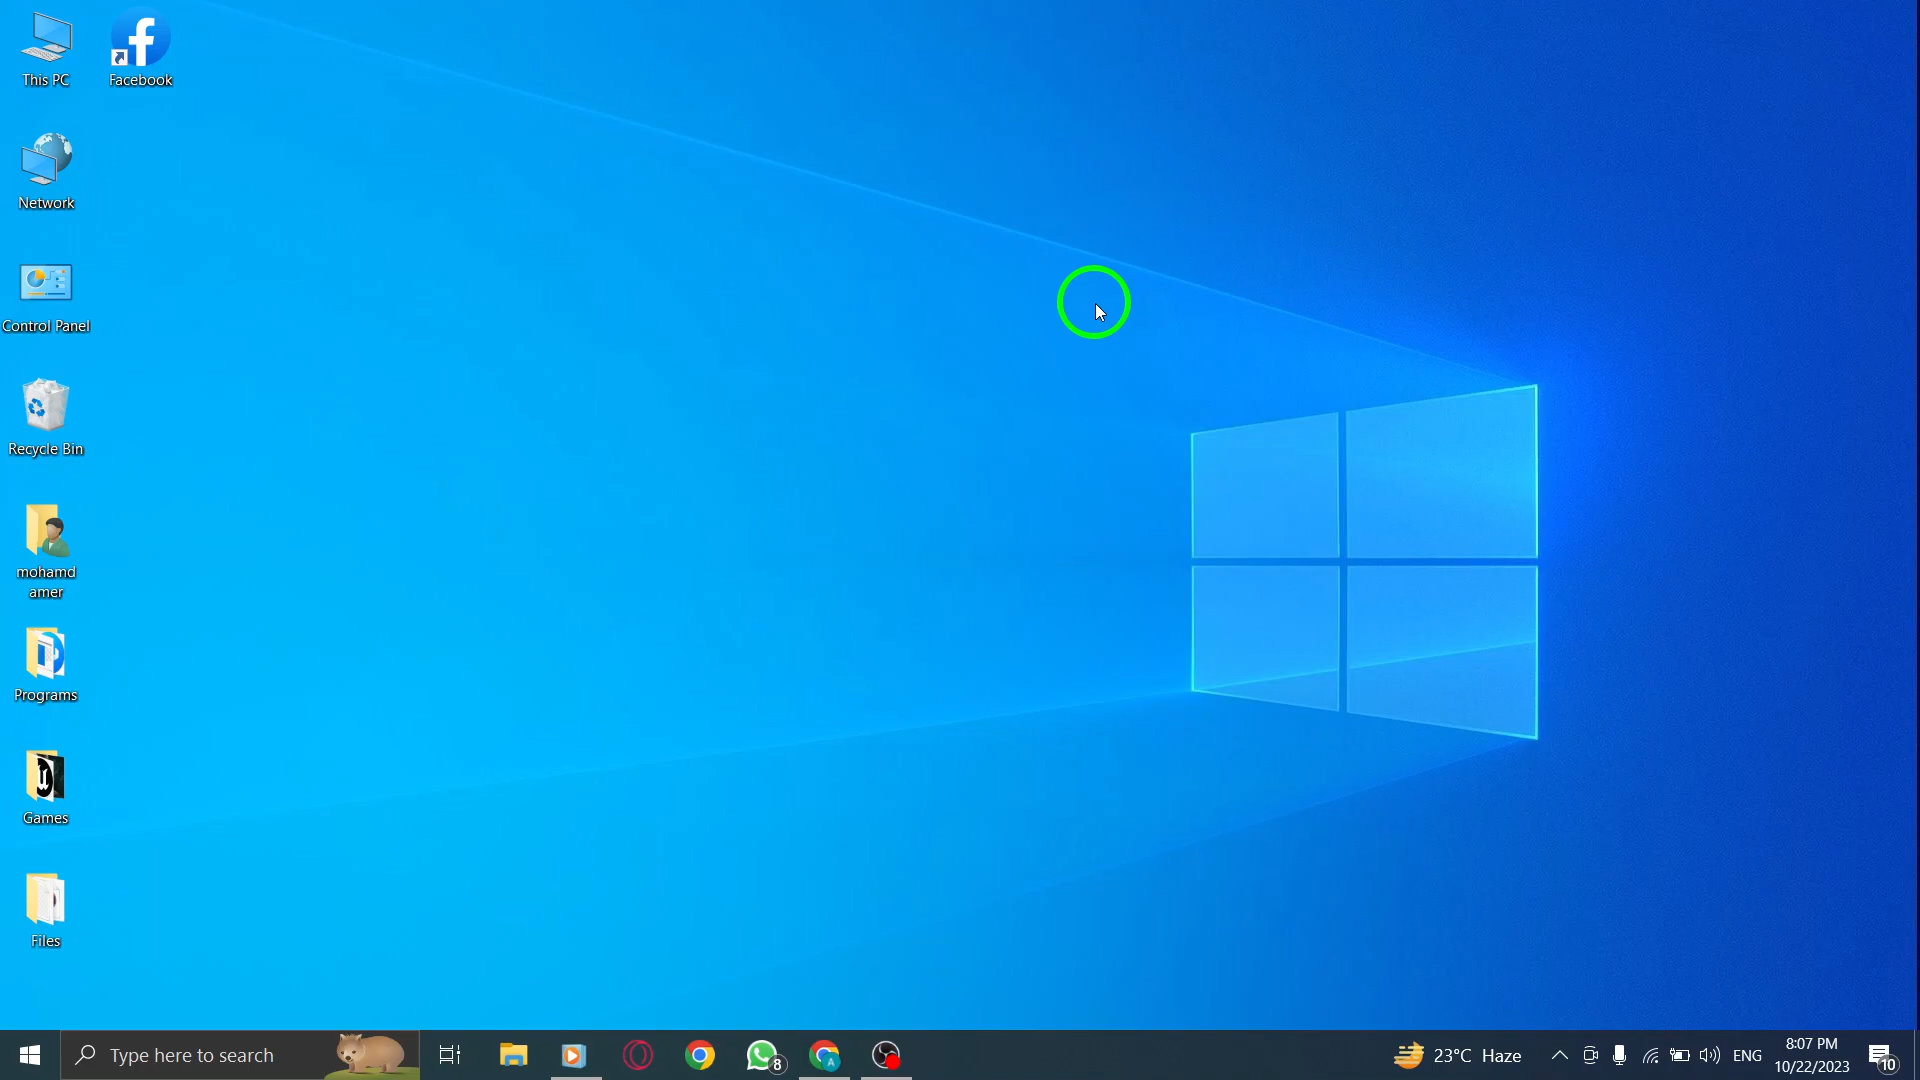 This PC
Facebook
Network
Control Panel
Recycle Bin
mohamd
amer
Programs
Games
Files
Type here to search
8
A
23°C Haze
ENG
8:07 PM
10/22/2023
10